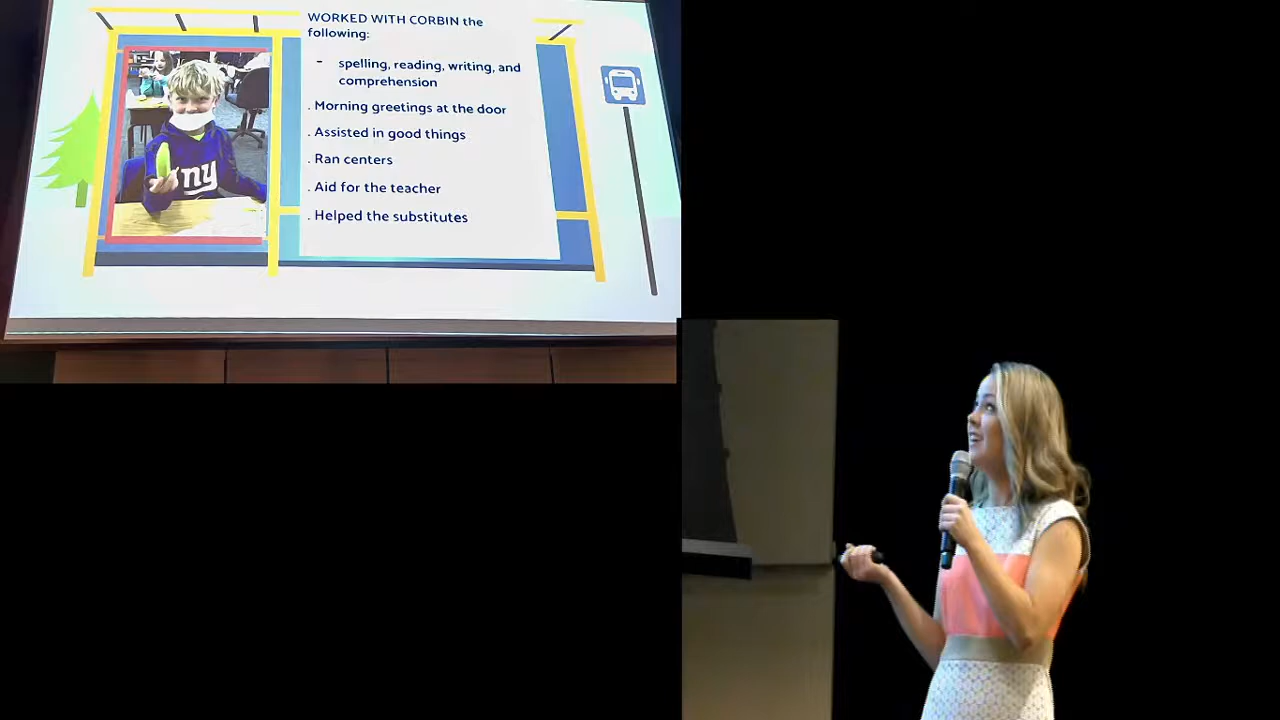 WORKED WITH CORBIN the
following:
- spelling, reading, writing, and
comprehension
. Morning greetings at the door
. Assisted in good things
. Ran centers
. Aid for the teacher
. Helped the substitutes
ny